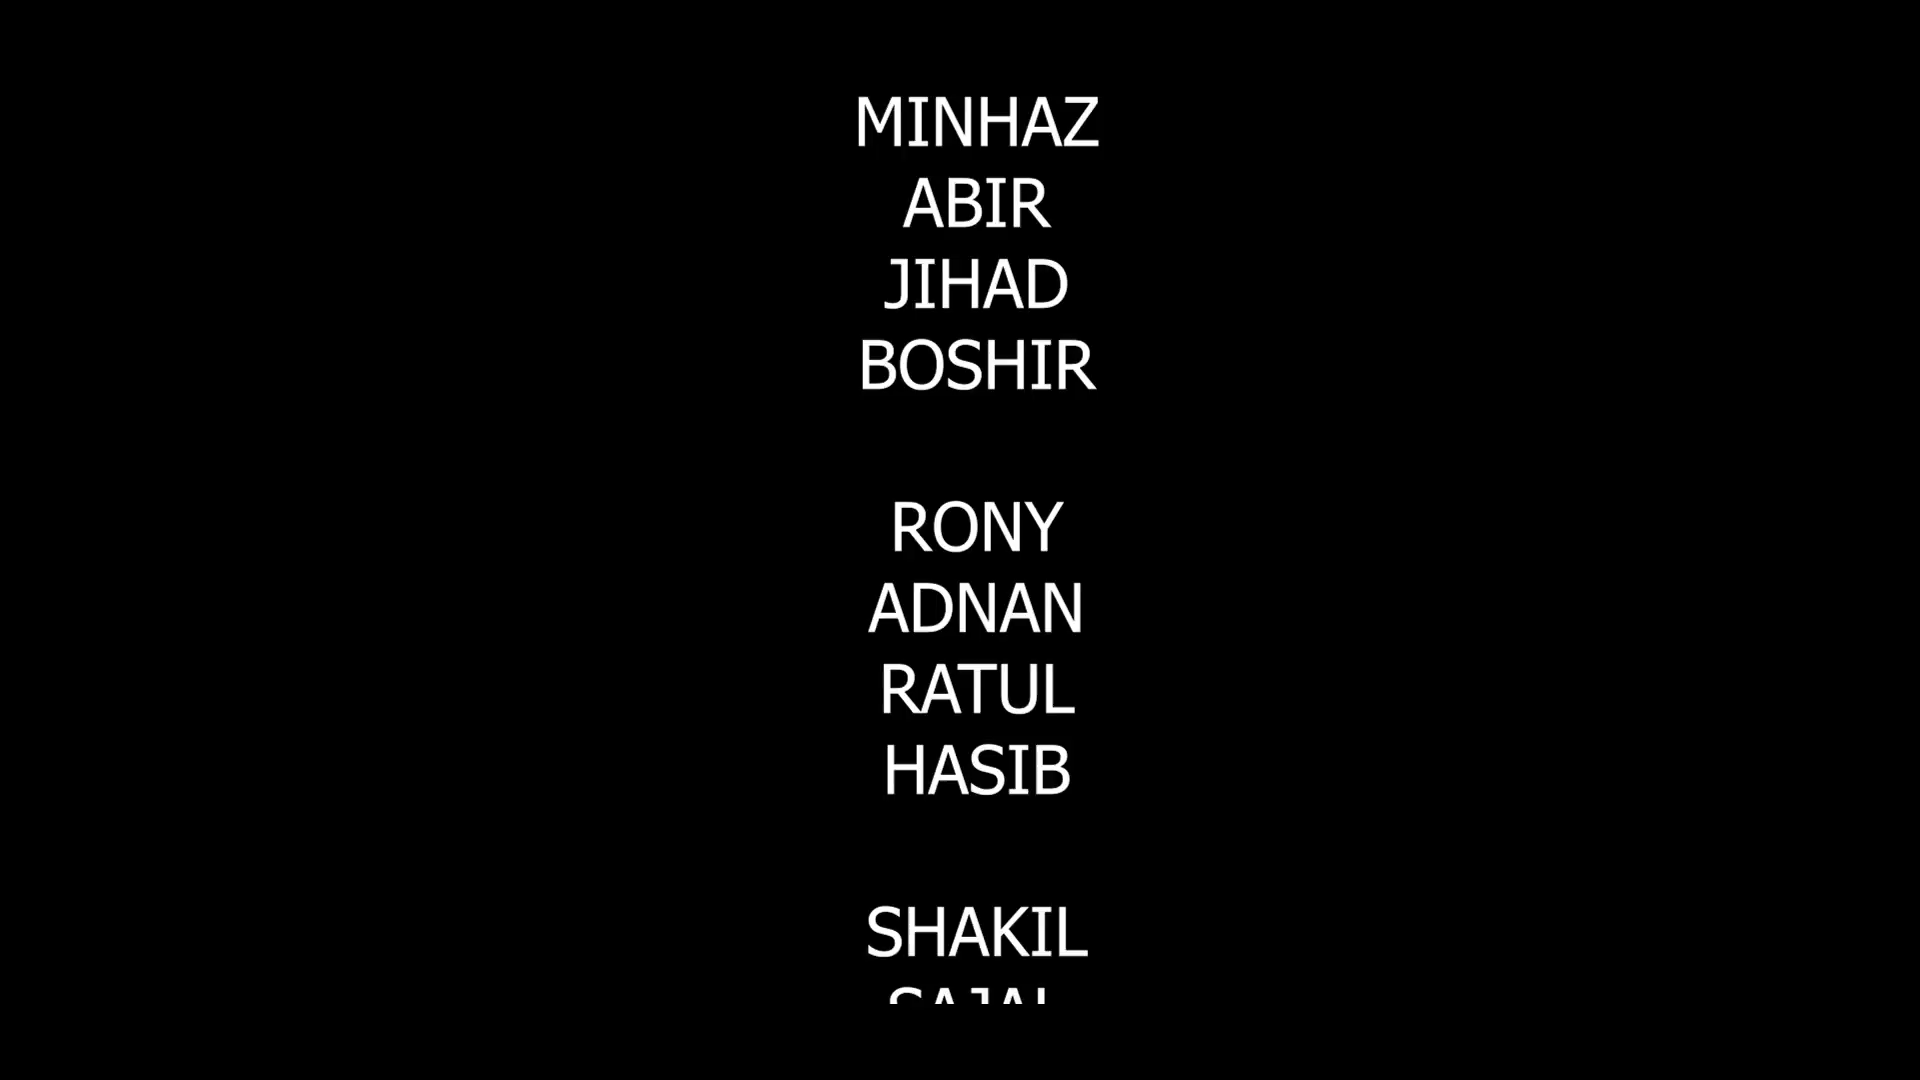 MINHAZ
ABIR
JIHAD
BOSHIR
RONY
ADNAN
RATUL
HASIB
SHAKIL